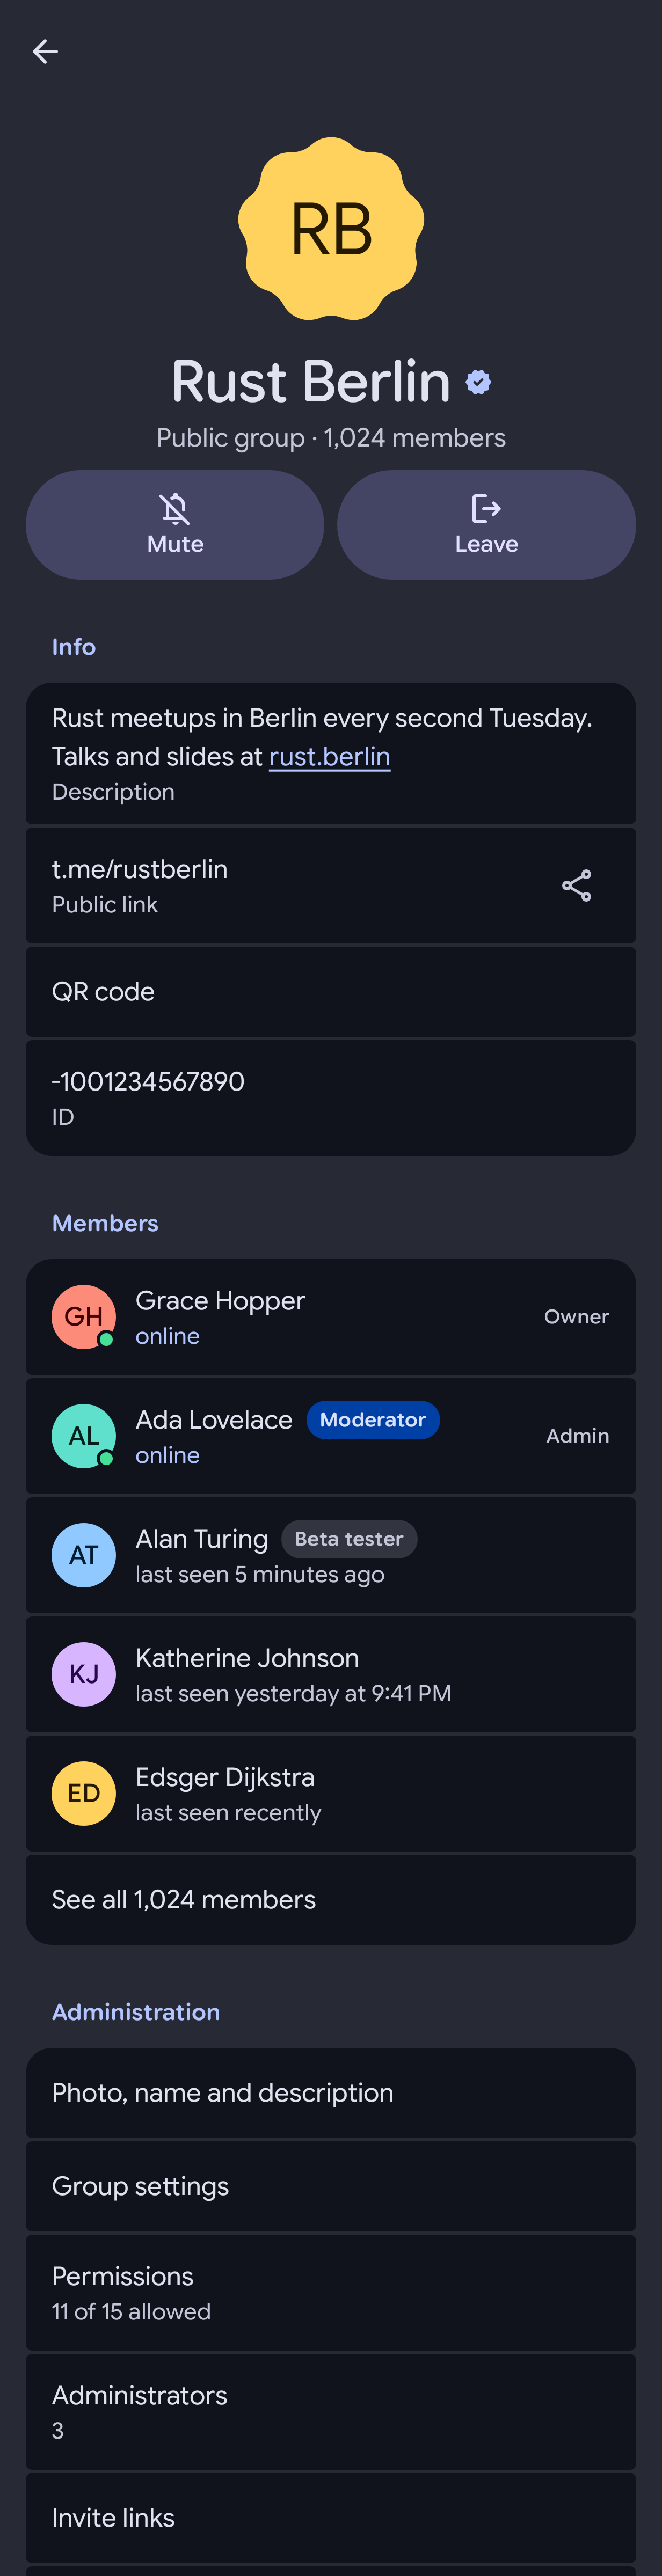 RB
Rust Berlin
Public group · 1,024 members
Mute
Leave
Info
Rust meetups in Berlin every second Tuesday.
Talks and slides at rust.berlin
Description
t.me/rustberlin
Public link
QR code
-1001234567890
ID
Members
GH
Grace Hopper
online
Owner
AL
Ada Lovelace
Moderator
online
Admin
AT
Alan Turing
Beta tester
last seen 5 minutes ago
KJ
Katherine Johnson
last seen yesterday at 9:41 PM
ED
Edsger Dijkstra
last seen recently
See all 1,024 members
Administration
Photo, name and description
Group settings
Permissions
11 of 15 allowed
Administrators
3
Invite links